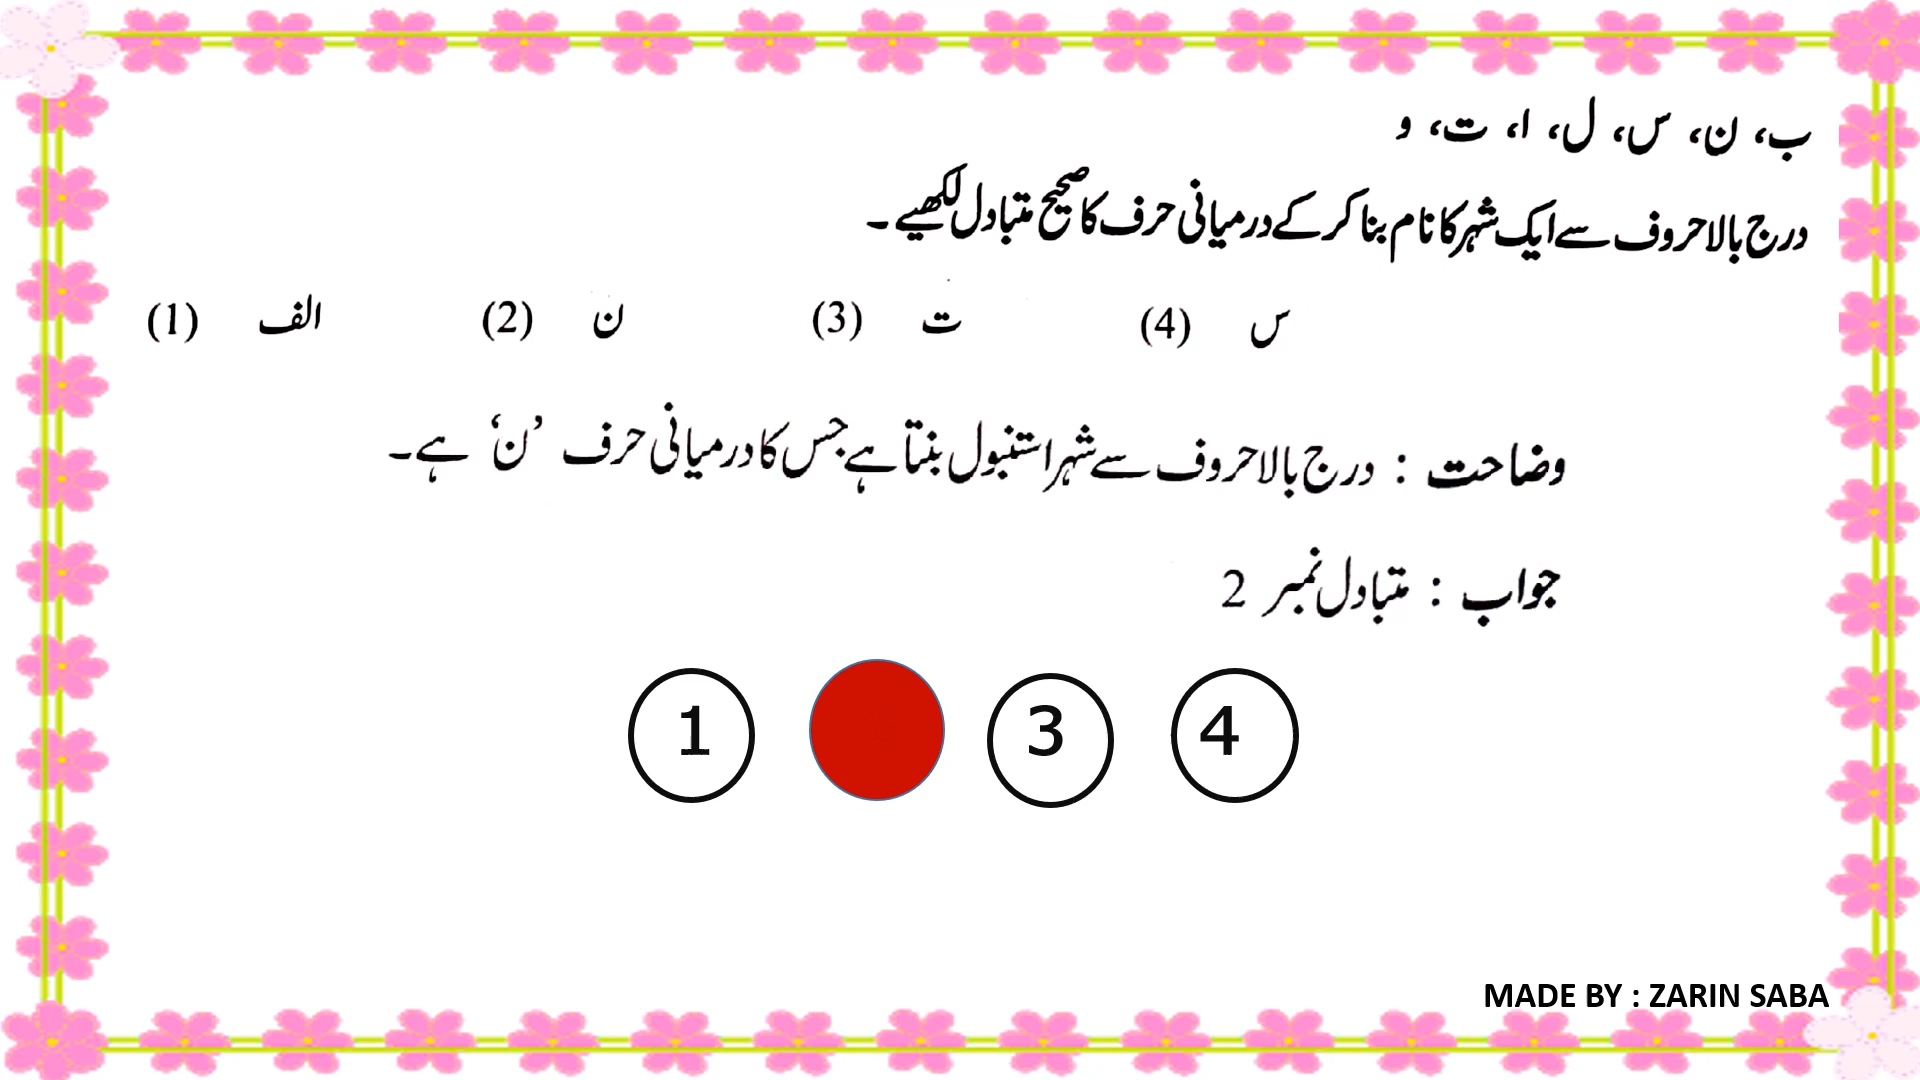 ب، ن، س، ل، ا، ت، و
درج بالا حروف سے ایک شہر کا نام بنا کر کے درمیانی حرف کا صحیح متبادل لکھیے ۔
(1) الف (2) ن (3) ت (4) س
وضاحت : درج بالا حروف سے شہر استنبول بنتا ہے جس کا درمیانی حرف ’ن‘ ہے ۔
جواب : متبادل نمبر 2
1 3 4
MADE BY : ZARIN SABA